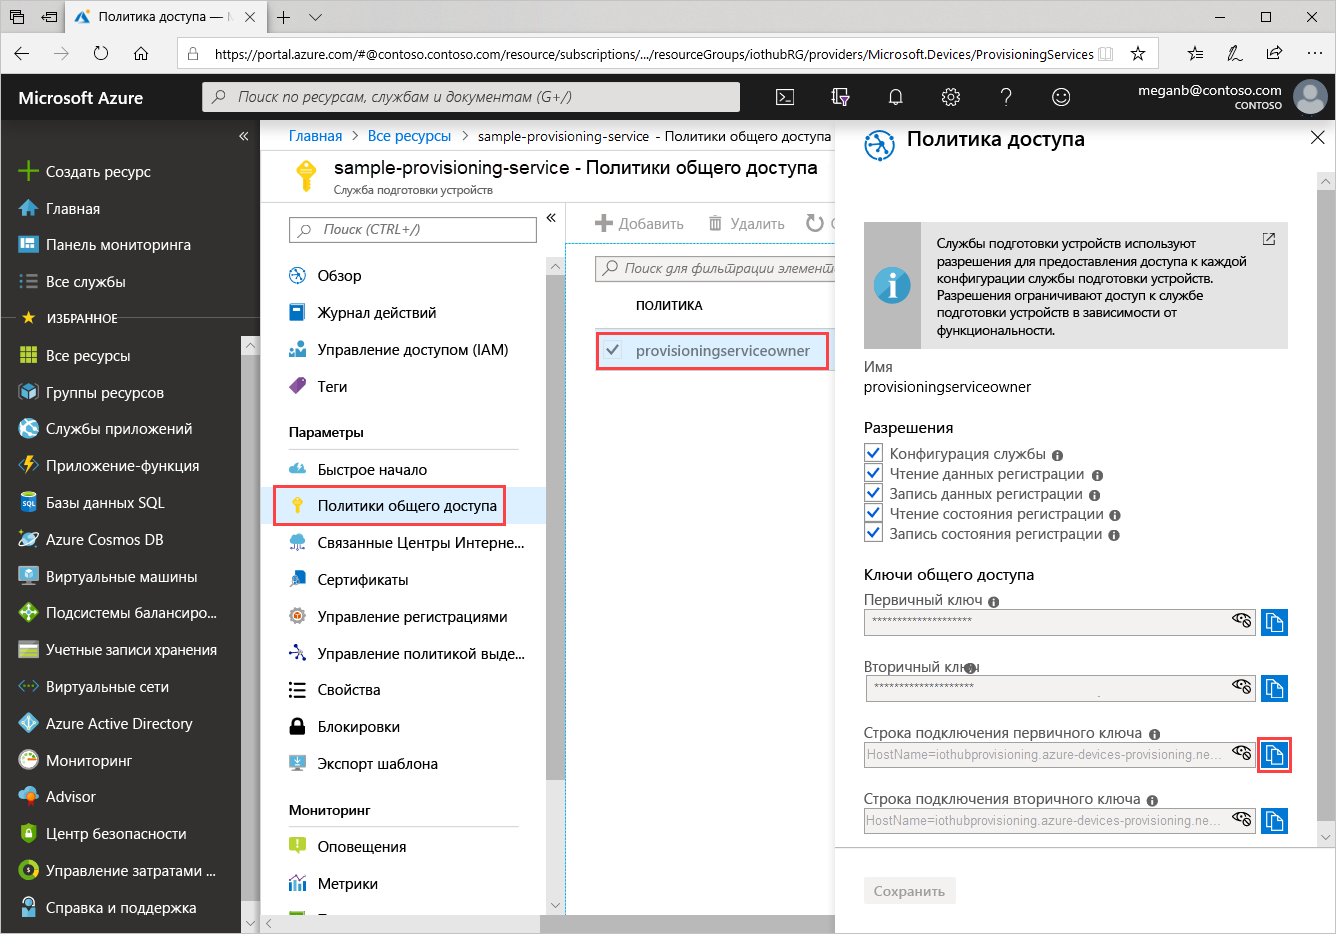 Политика доступа — M
https://portal.azure.com/#@contoso.contoso.com/resource/subscriptions/.../resourceGroups/iothubRG/providers/Microsoft.Devices/ProvisioningServices
Microsoft Azure
Поиск по ресурсам, службам и документам (G+/)
meganb@contoso.com
CONTOSO
Создать ресурс
Главная
Панель мониторинга
Все службы
ИЗБРАННОЕ
Все ресурсы
Группы ресурсов
Службы приложений
Приложение-функция
Базы данных SQL
Azure Cosmos DB
Виртуальные машины
Подсистемы балансиро...
Учетные записи хранения
Виртуальные сети
Azure Active Directory
Мониторинг
Advisor
Центр безопасности
Управление затратами ...
Справка и поддержка
Главная > Все ресурсы > sample-provisioning-service - Политики общего доступа
sample-provisioning-service - Политики общего доступа
Служба подготовки устройств
Поиск (CTRL+/)
Обзор
Журнал действий
Управление доступом (IAM)
Теги
Параметры
Быстрое начало
Политики общего доступа
Связанные Центры Интерне...
Сертификаты
Управление регистрациями
Управление политикой выде...
Свойства
Блокировки
Экспорт шаблона
Мониторинг
Оповещения
Метрики
Добавить
Удалить
Поиск для фильтрации элемент
ПОЛИТИКА
provisioningserviceowner
Политика доступа
Службы подготовки устройств используют
разрешения для предоставления доступа к каждой
конфигурации службы подготовки устройств.
Разрешения ограничивают доступ к службе
подготовки устройств в зависимости от
функциональности.
Имя
provisioningserviceowner
Разрешения
Конфигурация службы
Чтение данных регистрации
Запись данных регистрации
Чтение состояния регистрации
Запись состояния регистрации
Ключи общего доступа
Первичный ключ
********************
Вторичный ключ
********************
Строка подключения первичного ключа
HostName=iothubprovisioning.azure-devices-provisioning.ne...
Строка подключения вторичного ключа
HostName=iothubprovisioning.azure-devices-provisioning.ne...
Сохранить